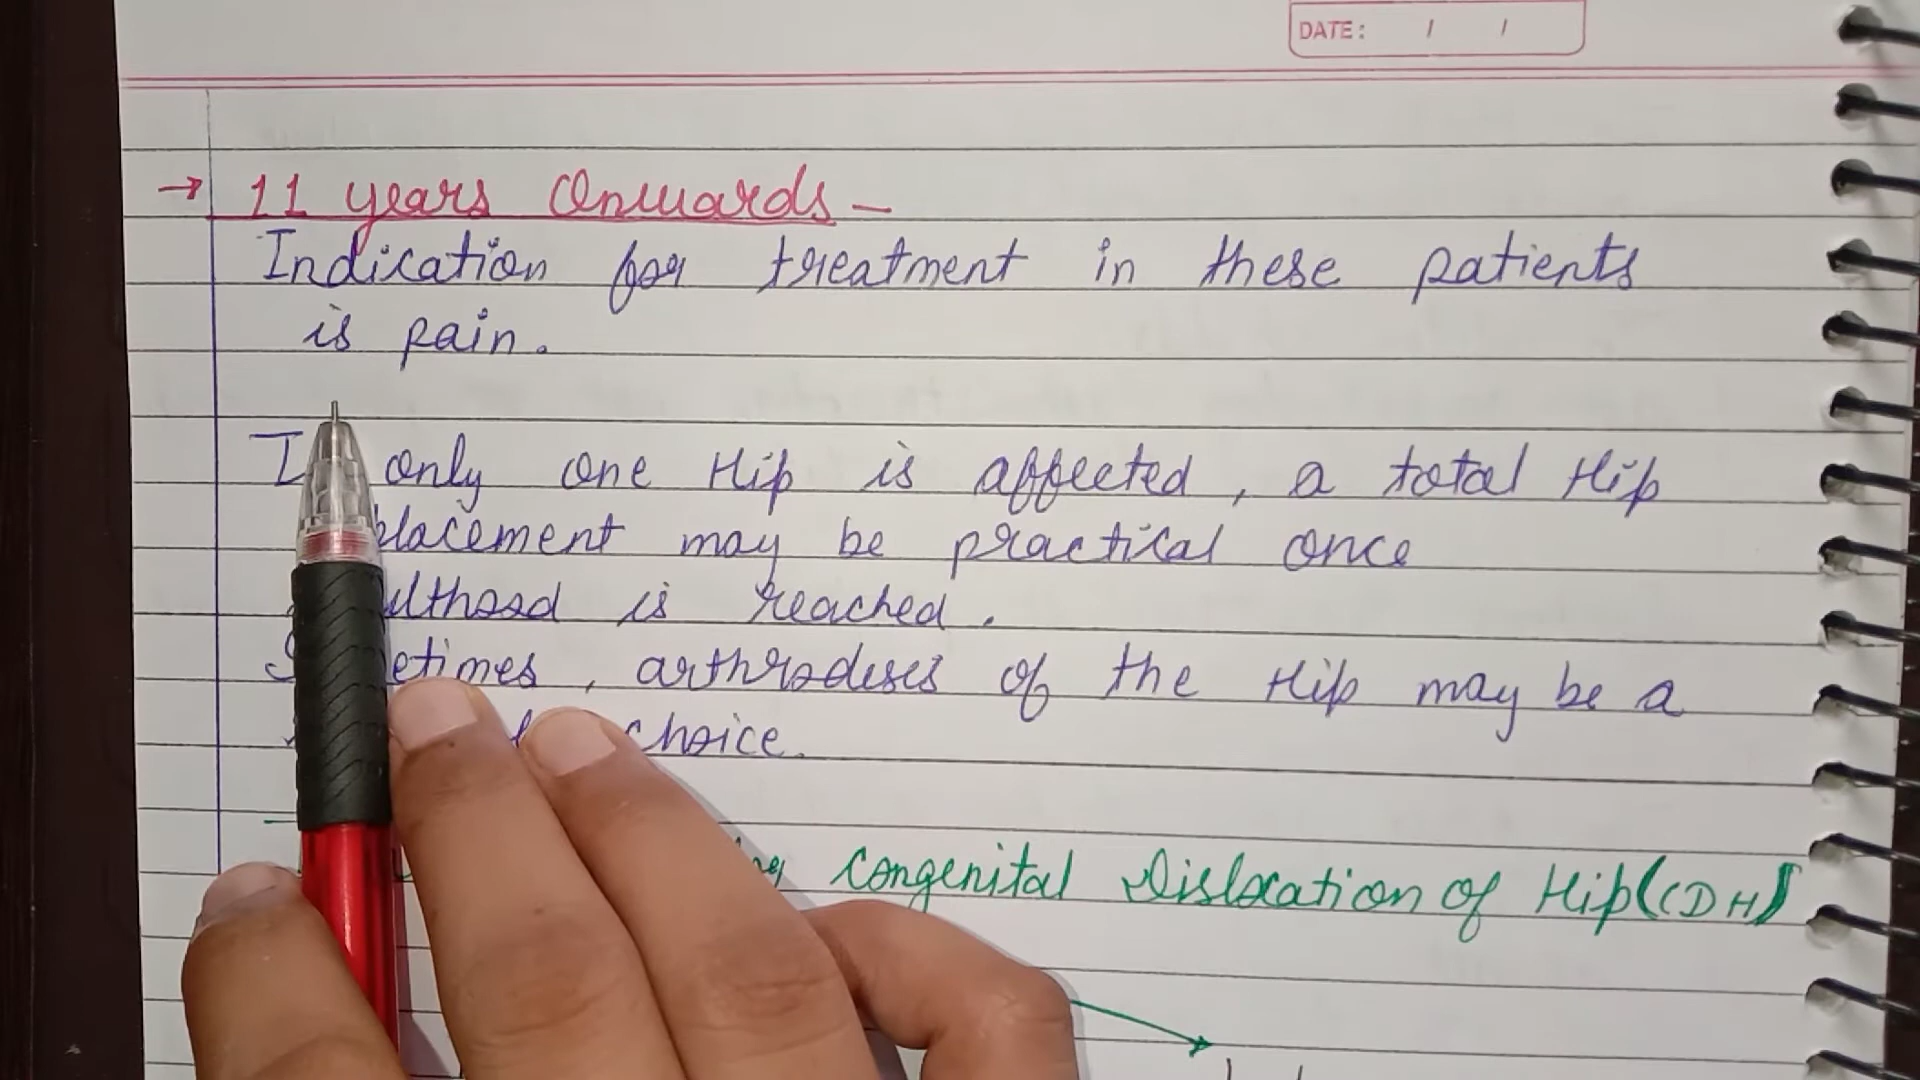 DATE: / /
→ 11 years Onwards -
Indication for treatment in these patients
is pain.
only one Hip is affected, a total Hip
placement may be practical once
ulthood is reached.
etimes, arthrodesis of the Hip may be a
choice.
Congenital Dislocation of Hip (CDH)